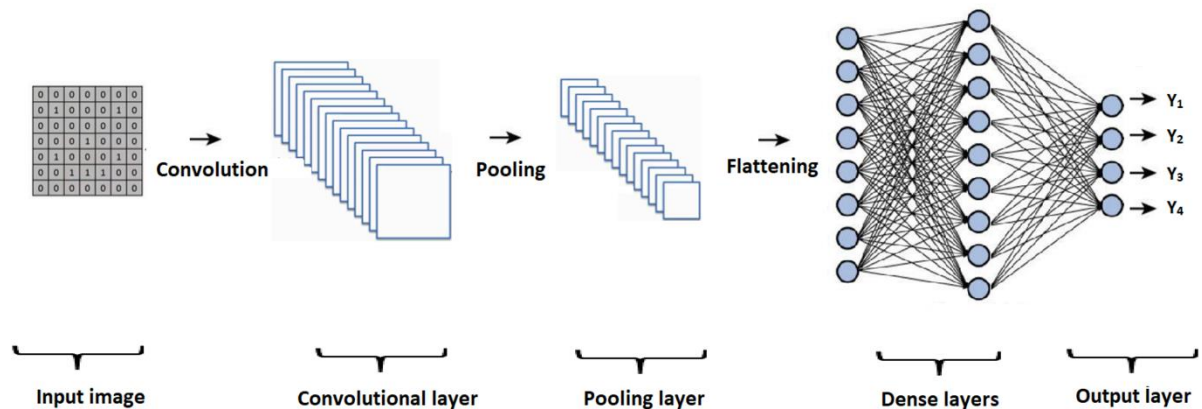 0 0 0 0 0 0 0
0 1 0 0 0 1 0
0 0 0 0 0 0 0
0 0 0 1 0 0 0
0 1 0 0 0 1 0
0 0 1 1 1 0 0
0 0 0 0 0 0 0
Convolution
Pooling
Flattening
Y₁
Y₂
Y₃
Y₄
Input image
Convolutional layer
Pooling layer
Dense layers
Output layer